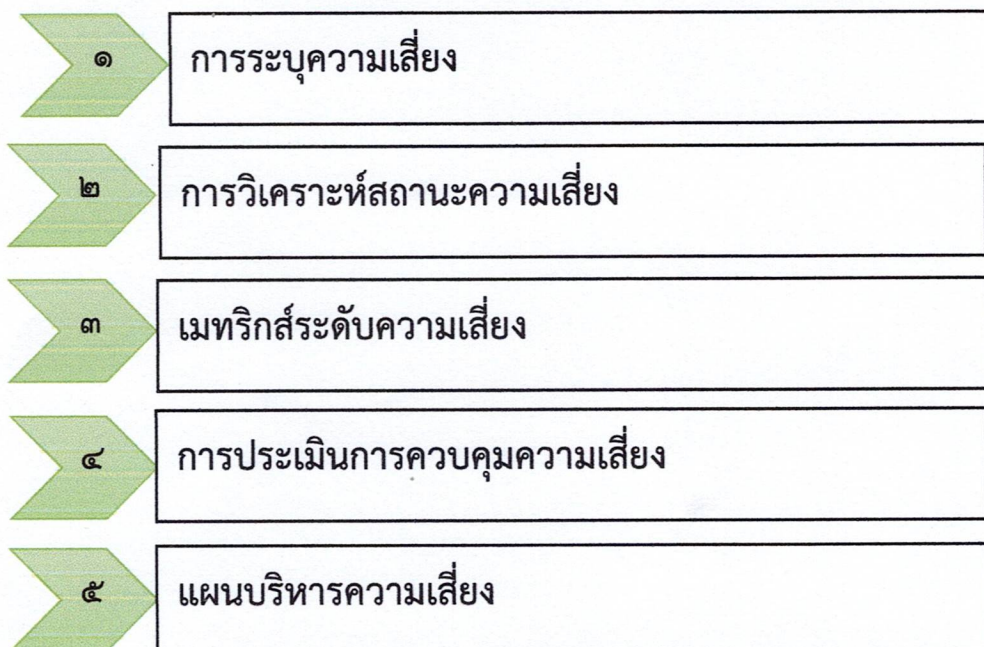 ๑ การระบุความเสี่ยง
๒ การวิเคราะห์สถานะความเสี่ยง
๓ เมทริกส์ระดับความเสี่ยง
๔ การประเมินการควบคุมความเสี่ยง
๕ แผนบริหารความเสี่ยง